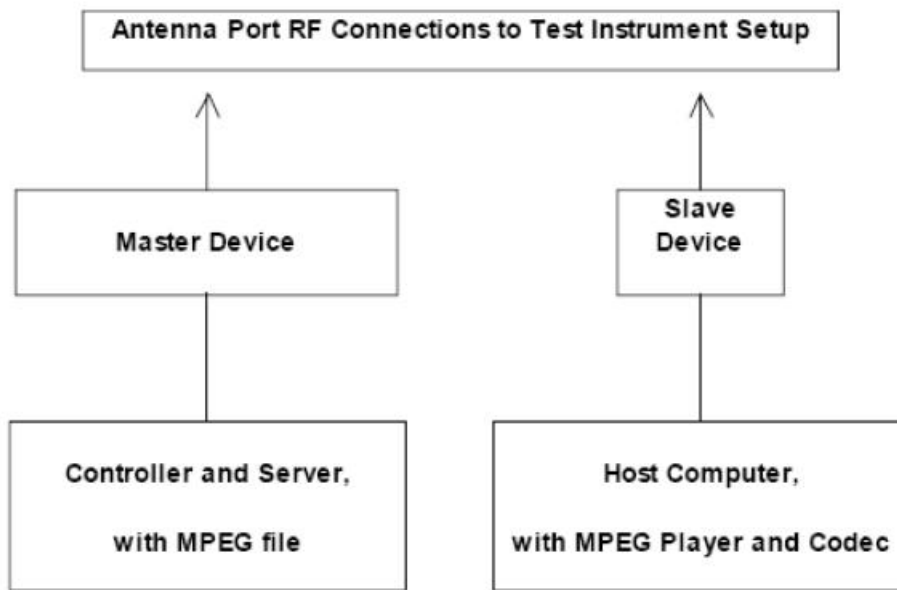 Antenna Port RF Connections to Test Instrument Setup
Master Device
Slave
Device
Controller and Server,
with MPEG file
Host Computer,
with MPEG Player and Codec